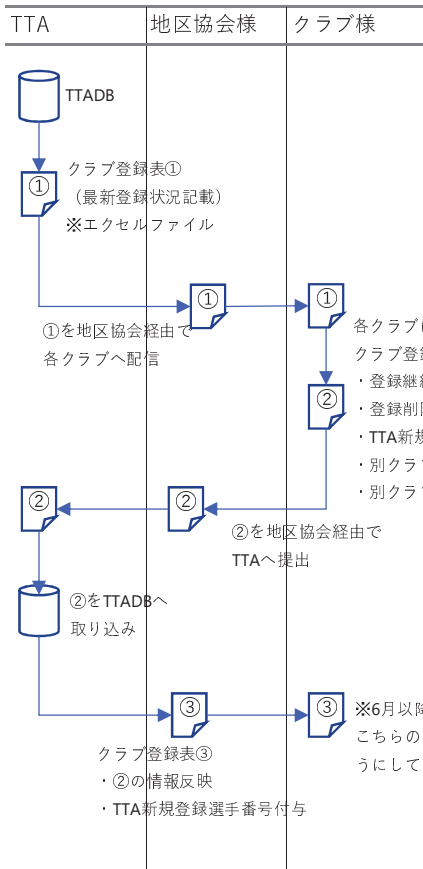 TTA
地区協会様
クラブ様
TTADB
クラブ登録表①
（最新登録状況記載）
※エクセルファイル
①
①
①
①を地区協会経由で
各クラブへ配信
各クラブ
クラブ登録
・登録継続
・登録削除
・TTA新規
・別クラブ
・別クラブ
②
②
②
②を地区協会経由で
TTAへ提出
②をTTADBへ
取り込み
③
③
クラブ登録表③
・②の情報反映
・TTA新規登録選手番号付与
※6月以降
こちらの
うにして